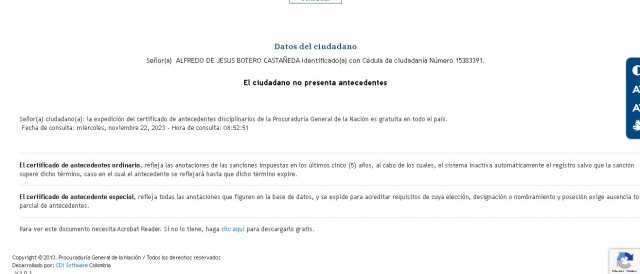 Datos del ciudadano
Señor(a) ALFREDO DE JESUS BOTERO CASTAÑEDA identificado(a) con Cédula de ciudadanía Número 15383391.
El ciudadano no presenta antecedentes
Señor(a) ciudadano(a): la expedición del certificado de antecedentes disciplinarios de la Procuraduría General de la Nación es gratuita en todo el país.
Fecha de consulta: miércoles, noviembre 22, 2023 - Hora de consulta: 08:52:51
El certificado de antecedentes ordinario, refleja las anotaciones de las sanciones impuestas en los últimos cinco (5) años, al cabo de los cuales, el sistema inactiva automáticamente el registro salvo que la sanción
supere dicho término, caso en el cual el antecedente se reflejará hasta que dicho término expire.
El certificado de antecedente especial, refleja todas las anotaciones que figuren en la base de datos, y se expide para acreditar requisitos de cuya elección, designación o nombramiento y posesión exige ausencia to
parcial de antecedentes.
Para ver este documento necesita Acrobat Reader. Si no lo tiene, haga clic aquí para descargarlo gratis.
Copyright © 2013. Procuraduría General de la Nación / Todos los derechos reservados
Desarrollado por: CDI Software Colombia